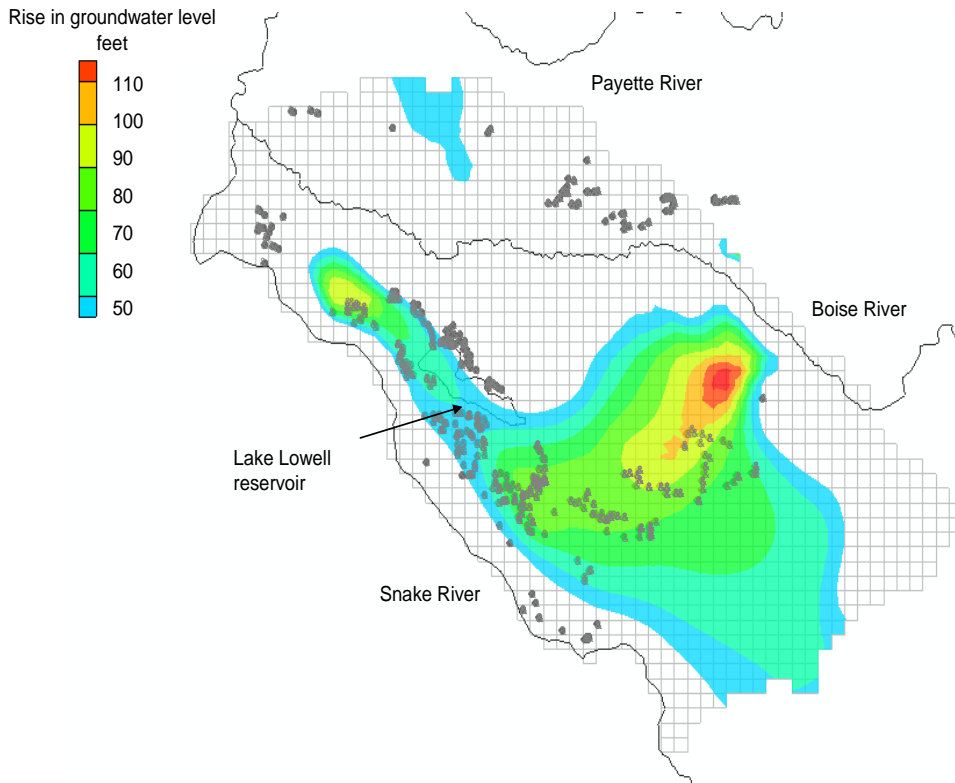 Rise in groundwater level
feet
110
100
90
80
70
60
50
Payette River
Boise River
Lake Lowell
reservoir
Snake River